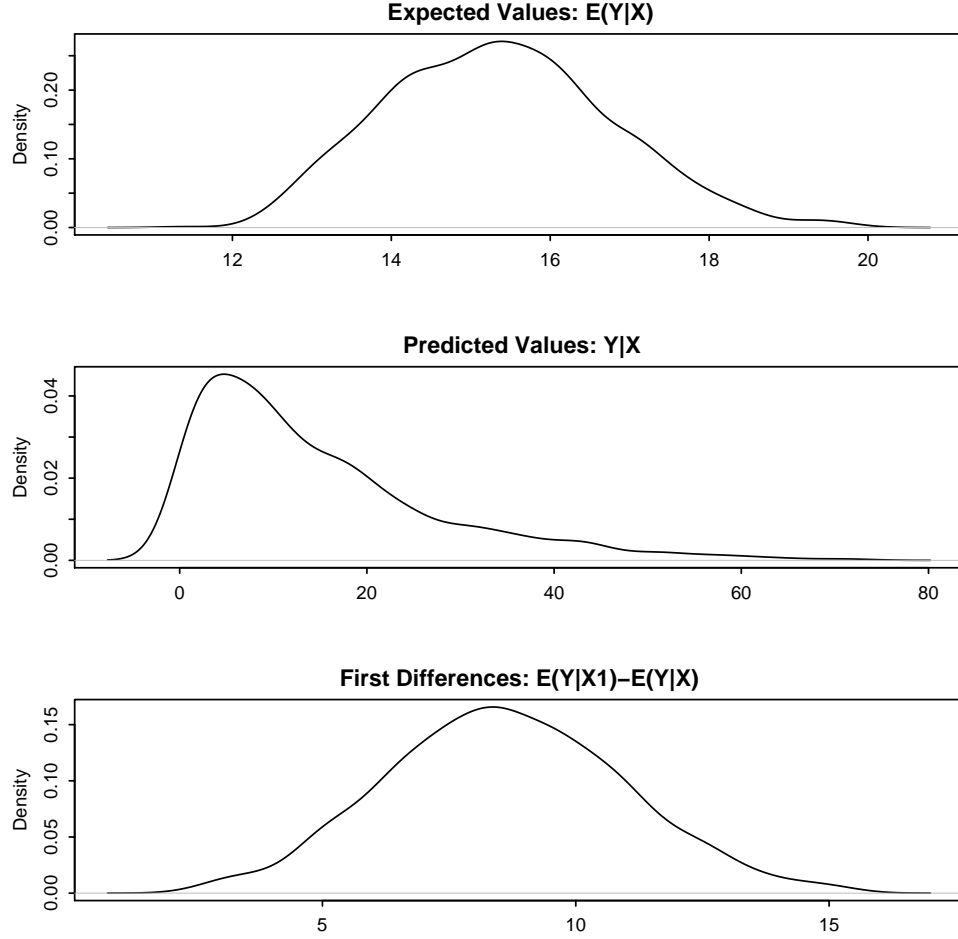 Expected Values: E(Y|X)
Density
0.00
0.10
0.20
12 14 16 18 20
Predicted Values: Y|X
Density
0.00
0.02
0.04
0 20 40 60 80
First Differences: E(Y|X1)−E(Y|X)
Density
0.00
0.05
0.10
0.15
5 10 15